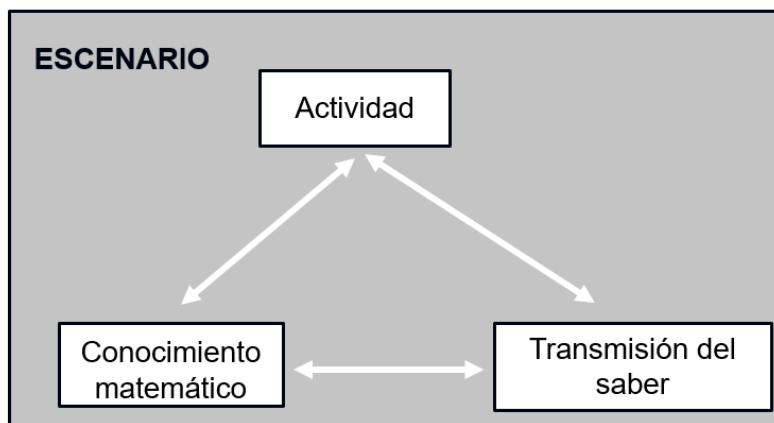 ESCENARIO
Actividad
Conocimiento
matemático
Transmisión del
saber